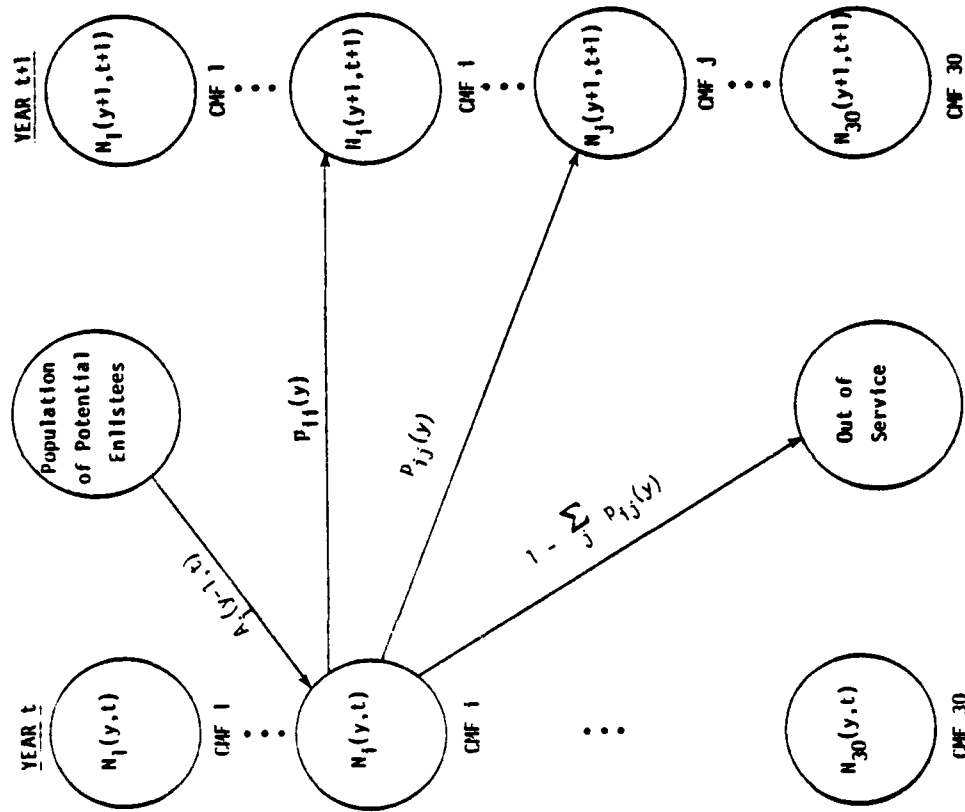 YEAR t
N₁(y,t)
CMF 1
• • •
Nᵢ(y,t)
CMF i
• • •
N₃₀(y,t)
CMF 30
Population
of Potential
Enlistees
Aᵢ(y-1,t)
pᵢᵢ(y)
pᵢⱼ(y)
1 - ∑ⱼ pᵢⱼ(y)
Out of
Service
YEAR t+1
N₁(y+1,t+1)
CMF 1
• • •
Nᵢ(y+1,t+1)
CMF i
• • •
Nⱼ(y+1,t+1)
CMF j
• • •
N₃₀(y+1,t+1)
CMF 30